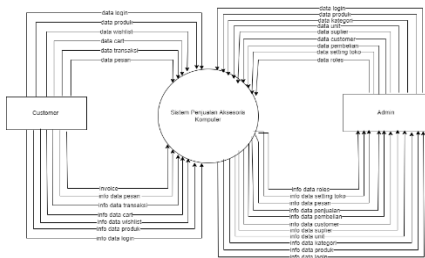 data login
data produk
data wishlist
data cart
data transaksi
data pesan
data login
data produk
data kategori
data suplier
data customer
data pembelian
data setting toko
data roles
Customer
Sistem Penjualan Aksesoris
Komputer
Admin
invoice
info data pesan
info data transaksi
info data cart
info data wishlist
info data produk
info data login
info data roles
info data setting toko
info data pesan
info data penjualan
info data pembelian
info data customer
info data suplier
info data unit
info data kategori
info data produk
info data login